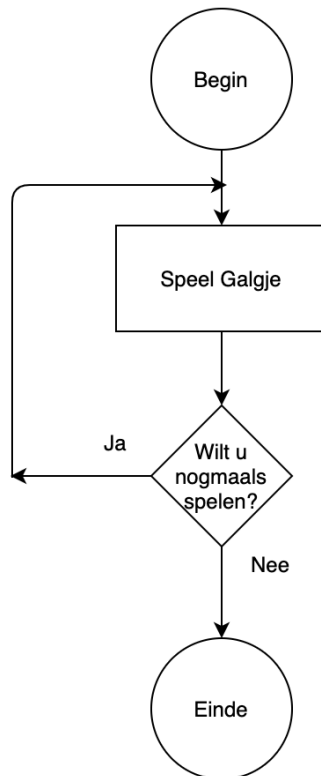 Begin
Speel Galgje
Ja
Wilt u
nogmaals
spelen?
Nee
Einde